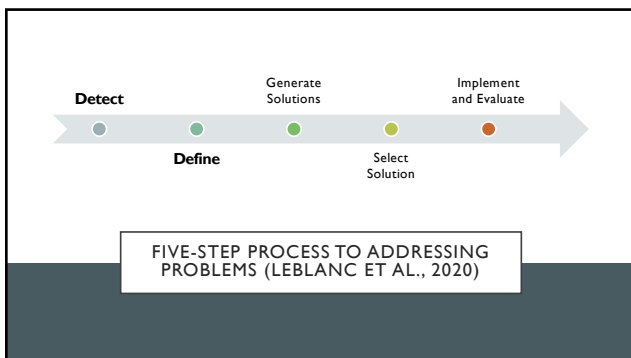 Detect
Define
Generate
Solutions
Select
Solution
Implement
and Evaluate
FIVE-STEP PROCESS TO ADDRESSING
PROBLEMS (LEBLANC ET AL., 2020)